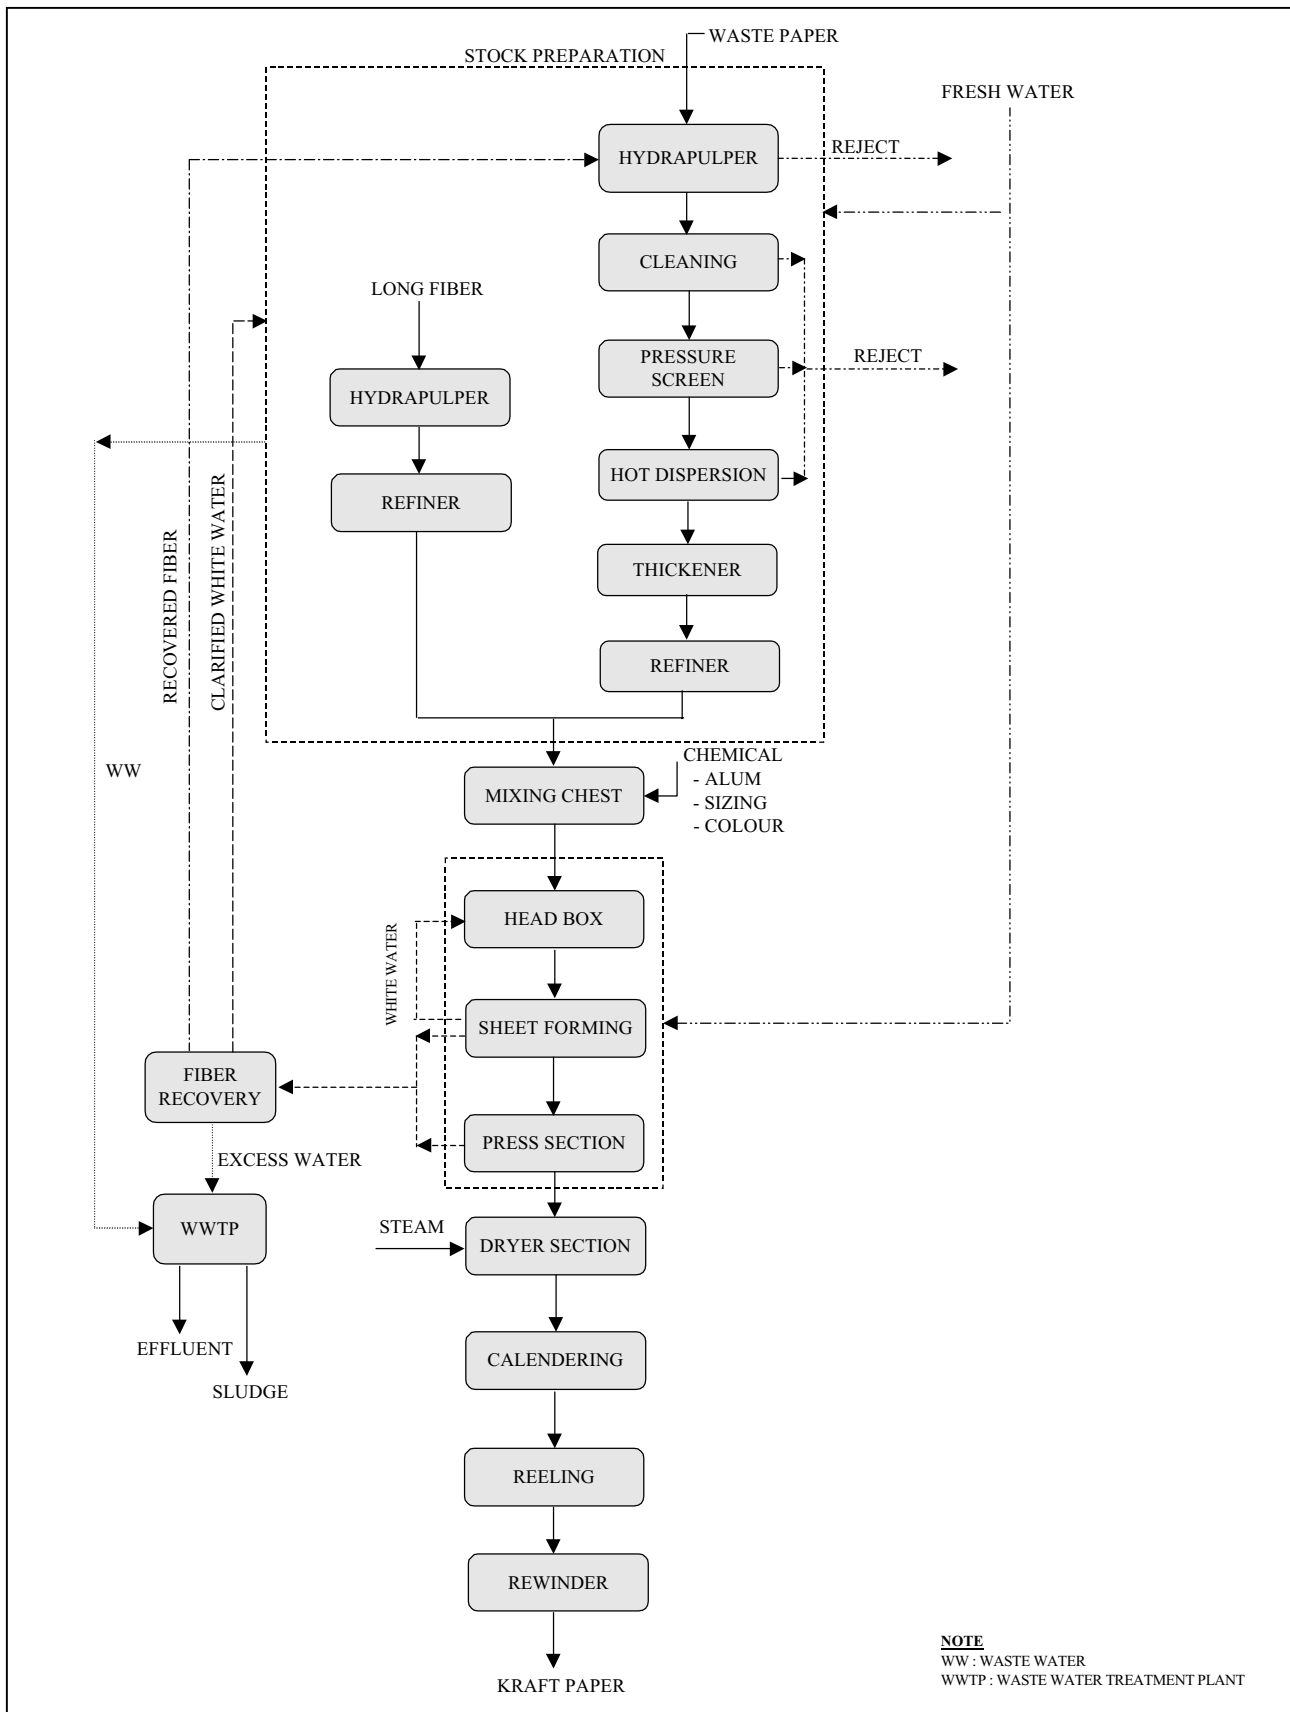 WASTE PAPER
STOCK PREPARATION
FRESH WATER
HYDRAPULPER
REJECT
CLEANING
LONG FIBER
PRESSURE
SCREEN
REJECT
HYDRAPULPER
HOT DISPERSION
REFINER
THICKENER
REFINER
RECOVERED FIBER
CLARIFIED WHITE WATER
WW
CHEMICAL
- ALUM
- SIZING
- COLOUR
MIXING CHEST
HEAD BOX
WHITE WATER
SHEET FORMING
FIBER
RECOVERY
PRESS SECTION
EXCESS WATER
WWTP
STEAM
DRYER SECTION
EFFLUENT
SLUDGE
CALENDERING
REELING
REWINDER
KRAFT PAPER
NOTE
WW : WASTE WATER
WWTP : WASTE WATER TREATMENT PLANT